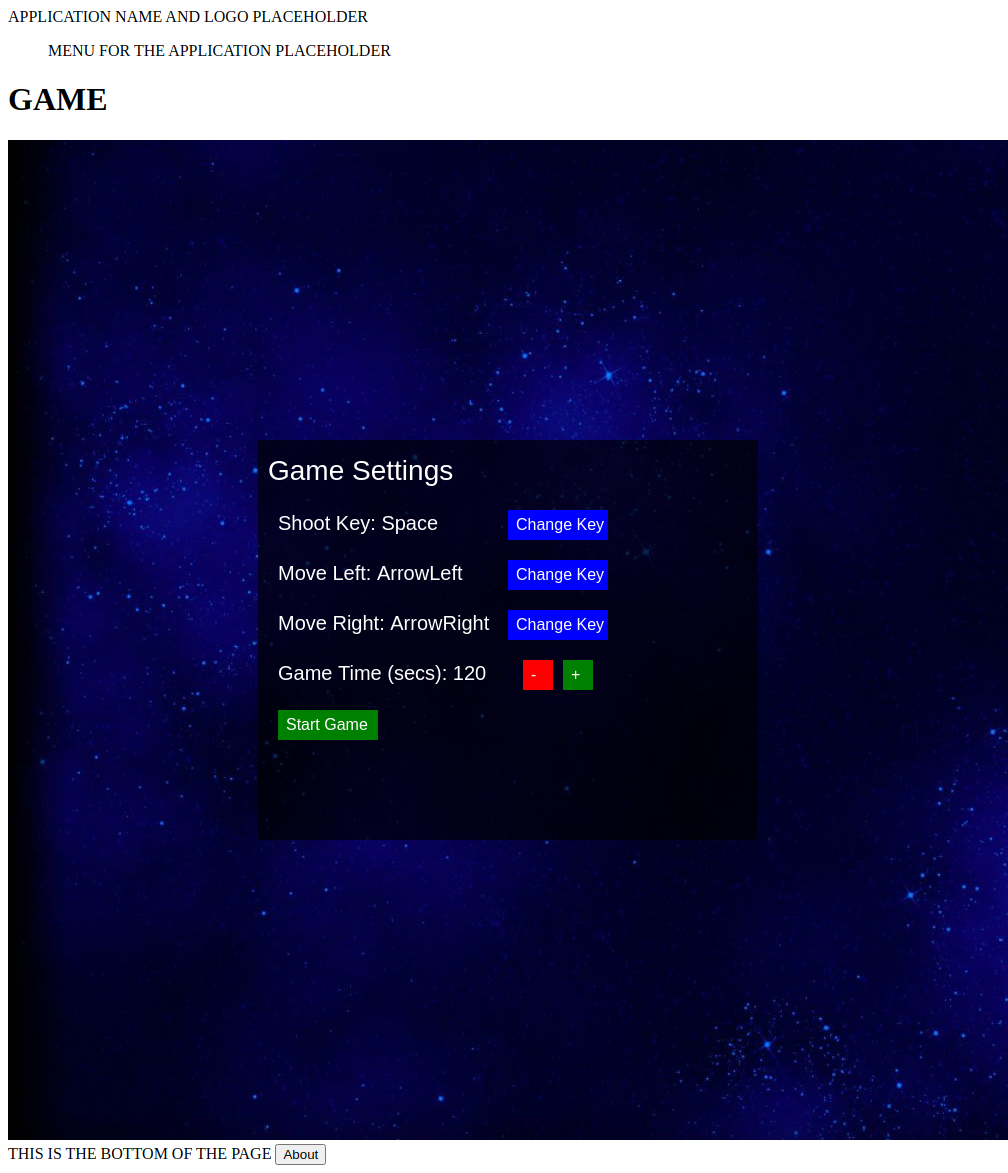 APPLICATION NAME AND LOGO PLACEHOLDER
MENU FOR THE APPLICATION PLACEHOLDER
GAME
Game Settings
Shoot Key: Space Change Key
Move Left: ArrowLeft Change Key
Move Right: ArrowRight Change Key
Game Time (secs): 120 - +
Start Game
THIS IS THE BOTTOM OF THE PAGE About